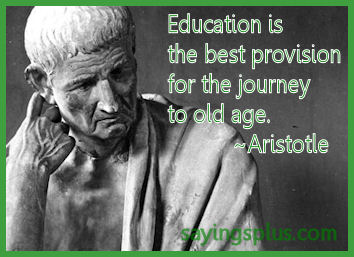 Education is
the best provision
for the journey
to old age.
~Aristotle
sayingsplus.com